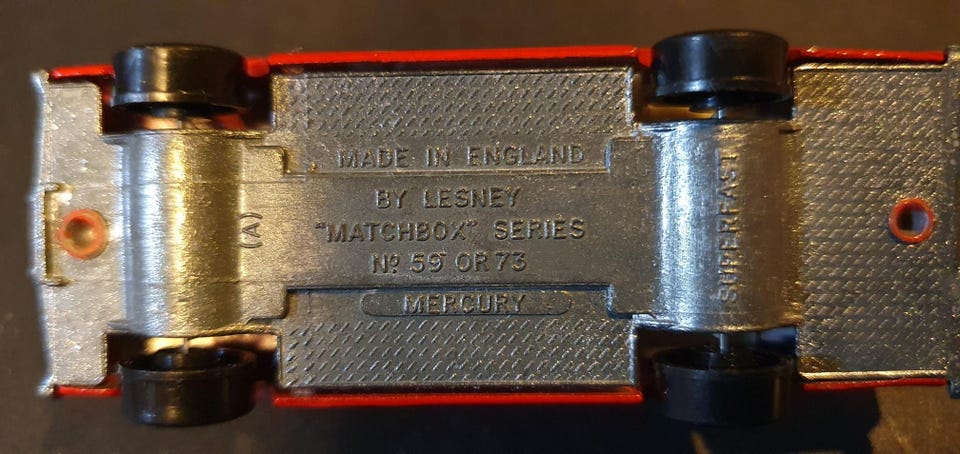 MADE IN ENGLAND
BY LESNEY
"MATCHBOX" SERIES
Nº 59 OR 73
MERCURY
(A)
SUPERFAST